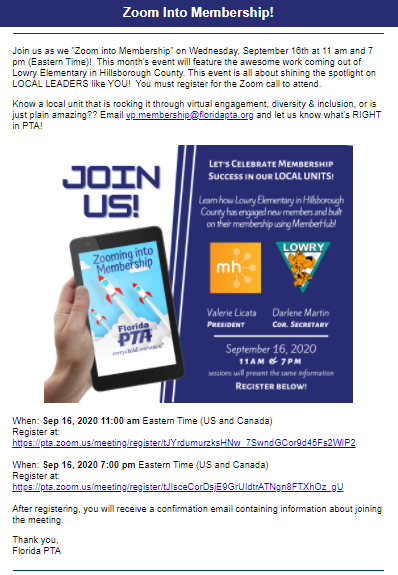 Zoom Into Membership!
Join us as we "Zoom into Membership" on Wednesday, September 16th at 11 am and 7
pm (Eastern Time)!  This month's event will feature the awesome work coming out of
Lowry Elementary in Hillsborough County. This event is all about shining the spotlight on
LOCAL LEADERS like YOU!  You must register for the Zoom call to attend.
Know a local unit that is rocking it through virtual engagement, diversity & inclusion, or is
just plain amazing?? Email vp.membership@floridapta.org and let us know what's RIGHT
in PTA!
JOIN
US!
Zooming into
Membership
Florida
PTA
everychild.onevoice.
LET'S CELEBRATE MEMBERSHIP
SUCCESS IN OUR LOCAL UNITS!
Learn how Lowry Elementary in Hillsborough
County has engaged new members and built
on their membership using MemberHub!
mh
LOWRY
Valerie Licata
PRESIDENT
Darlene Martin
COR. SECRETARY
September 16, 2020
11AM & 7PM
sessions will present the same information
REGISTER BELOW!
When: Sep 16, 2020 11:00 am Eastern Time (US and Canada)
Register at:
https://pta.zoom.us/meeting/register/tJYrdumurzksHNw_7SwndGCor9d45Fs2WIP2
When: Sep 16, 2020 7:00 pm Eastern Time (US and Canada)
Register at:
https://pta.zoom.us/meeting/register/tJIsceCorDsjE9GrUIdtrATNgn8FTXhOz_gU
After registering, you will receive a confirmation email containing information about joining
the meeting.
Thank you,
Florida PTA